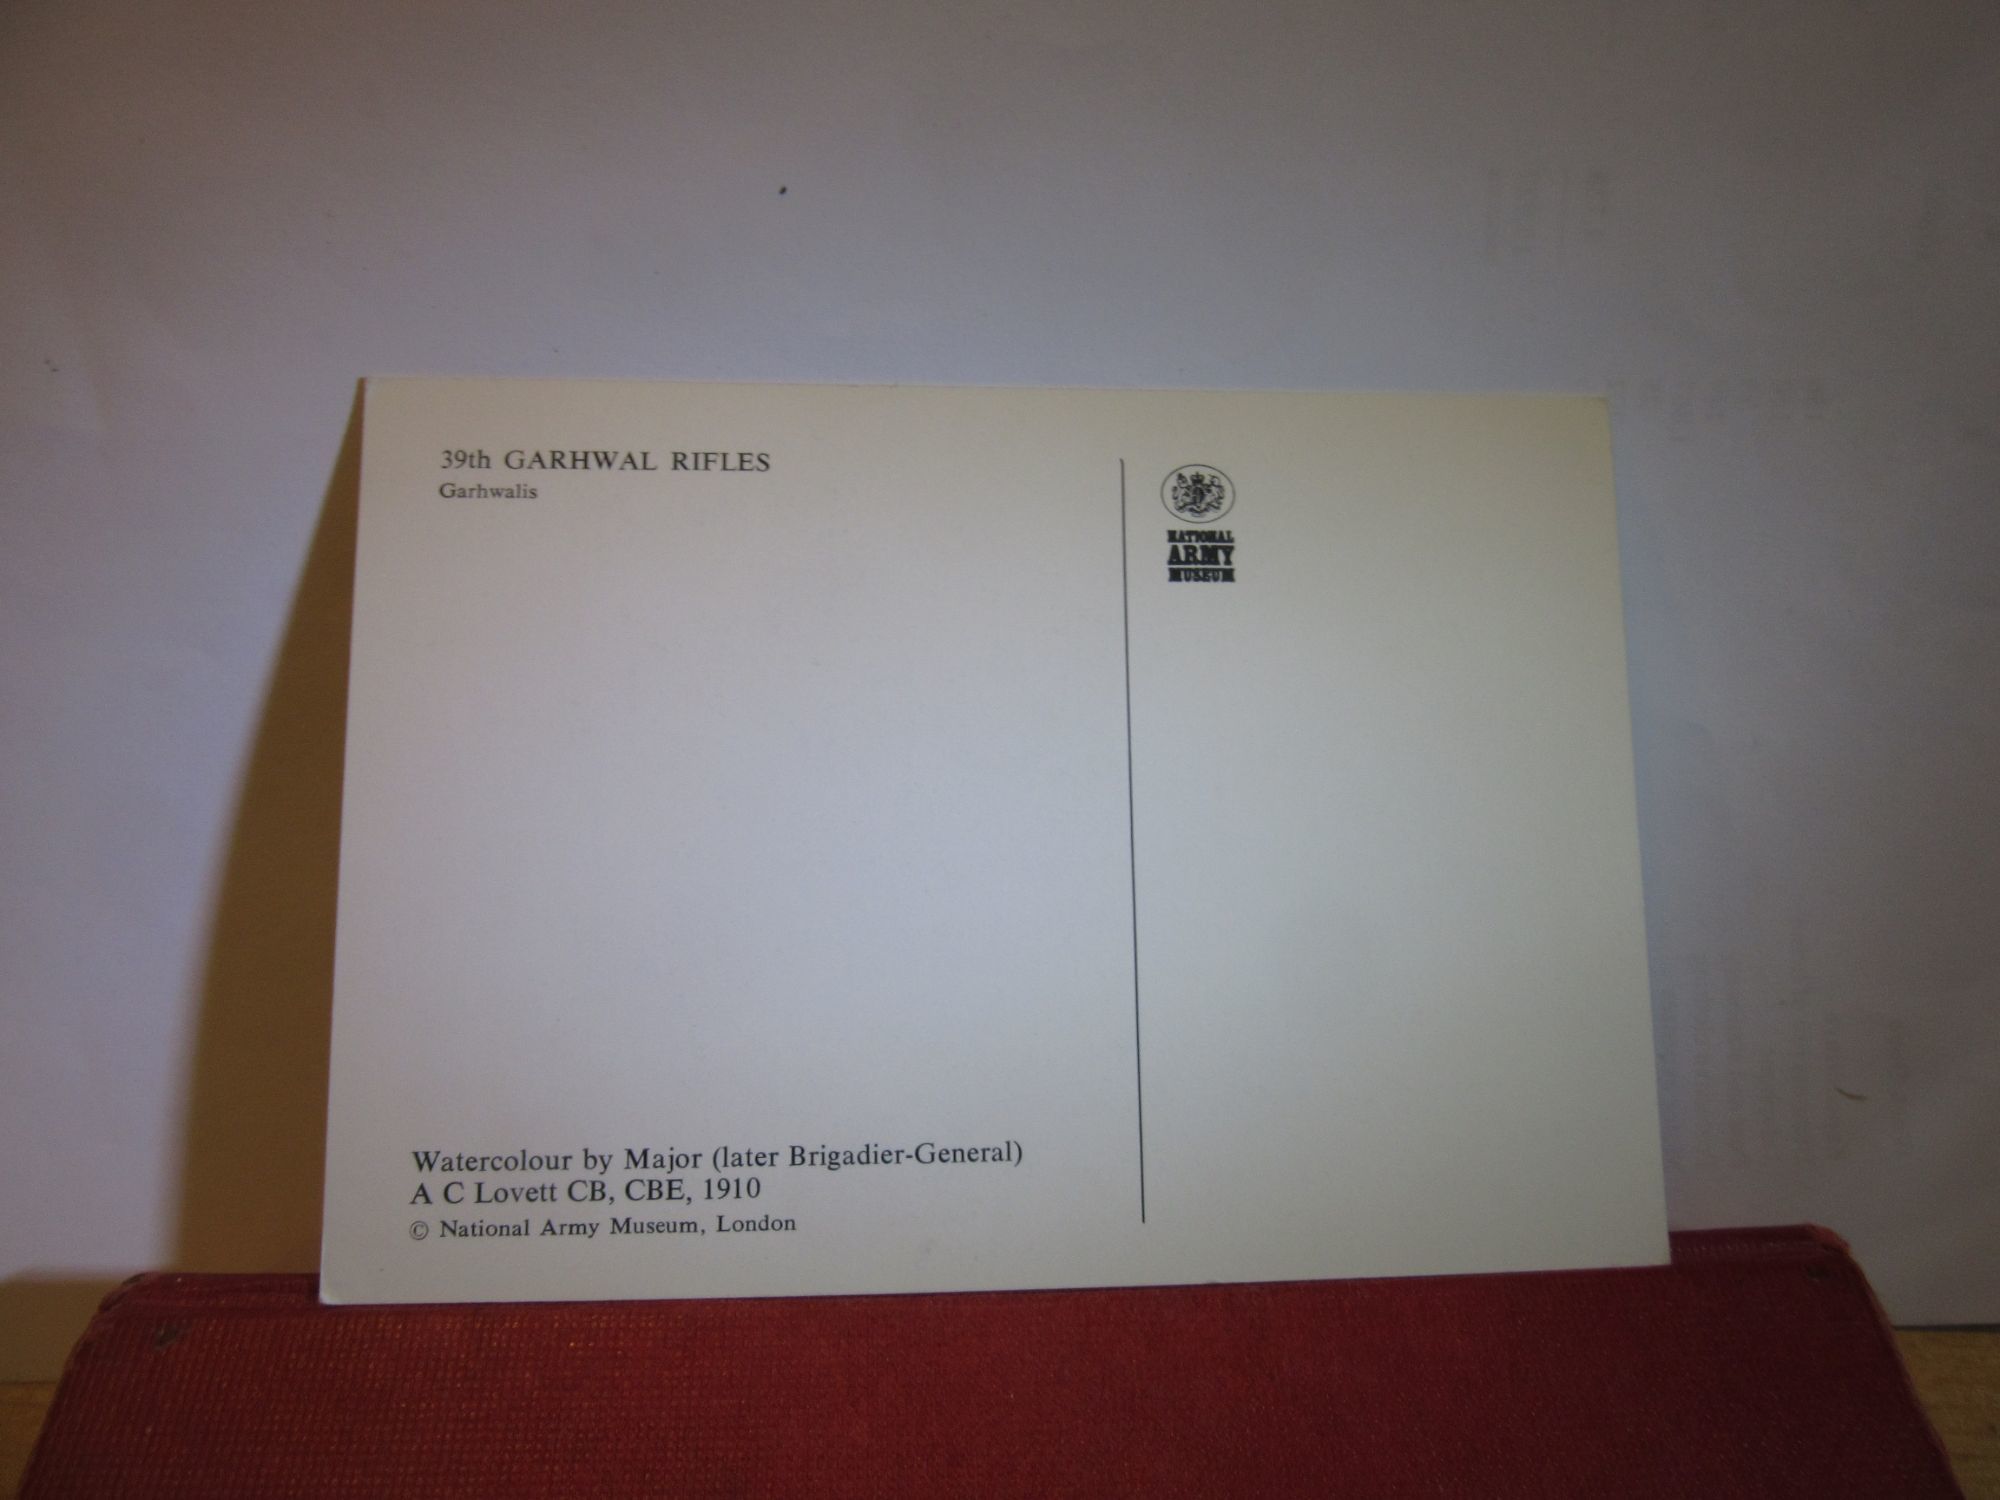 39th GARHWAL RIFLES
Garhwalis
NATIONAL
ARMY
MUSEUM
Watercolour by Major (later Brigadier-General)
A C Lovett CB, CBE, 1910
© National Army Museum, London